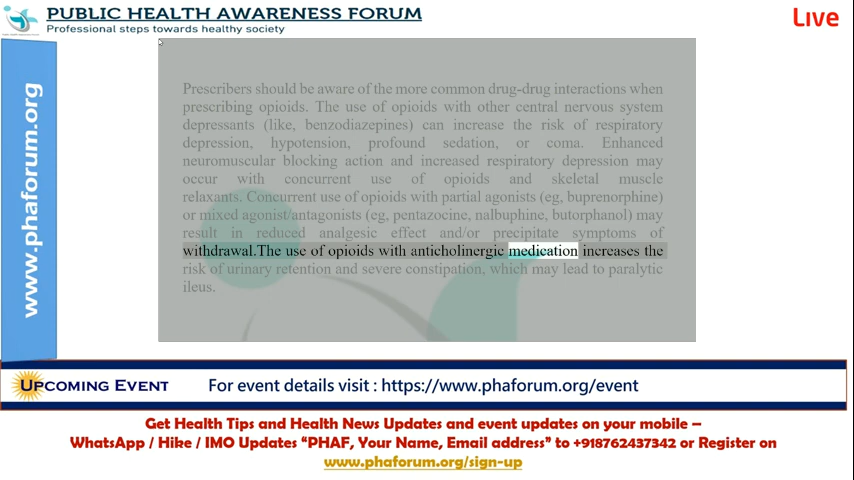 PUBLIC HEALTH AWARENESS FORUM
Professional steps towards healthy society
Live
www.phaforum.org
Prescribers should be aware of the more common drug-drug interactions when
prescribing opioids. The use of opioids with other central nervous system
depressants (like, benzodiazepines) can increase the risk of respiratory
depression, hypotension, profound sedation, or coma. Enhanced
neuromuscular blocking action and increased respiratory depression may
occur with concurrent use of opioids and skeletal muscle
relaxants. Concurrent use of opioids with partial agonists (eg, buprenorphine)
or mixed agonist/antagonists (eg, pentazocine, nalbuphine, butorphanol) may
result in reduced analgesic effect and/or precipitate symptoms of
withdrawal.The use of opioids with anticholinergic medication increases the
risk of urinary retention and severe constipation, which may lead to paralytic
ileus.
Upcoming Event
For event details visit : https://www.phaforum.org/event
Get Health Tips and Health News Updates and event updates on your mobile –
WhatsApp / Hike / IMO Updates “PHAF, Your Name, Email address” to +918762437342 or Register on
www.phaforum.org/sign-up